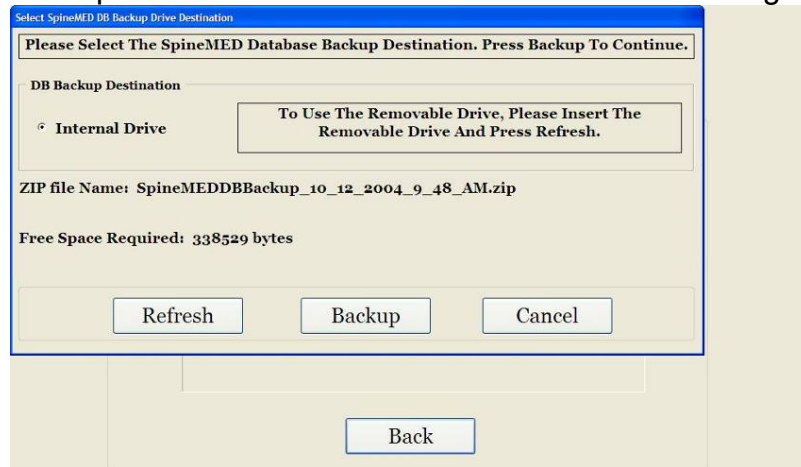 Select SpineMED DB Backup Drive Destination
Please Select The SpineMED Database Backup Destination. Press Backup To Continue.
DB Backup Destination
Internal Drive
To Use The Removable Drive, Please Insert The
Removable Drive And Press Refresh.
ZIP file Name: SpineMEDDBBackup_10_12_2004_9_48_AM.zip
Free Space Required: 338529 bytes
Refresh Backup Cancel
Back